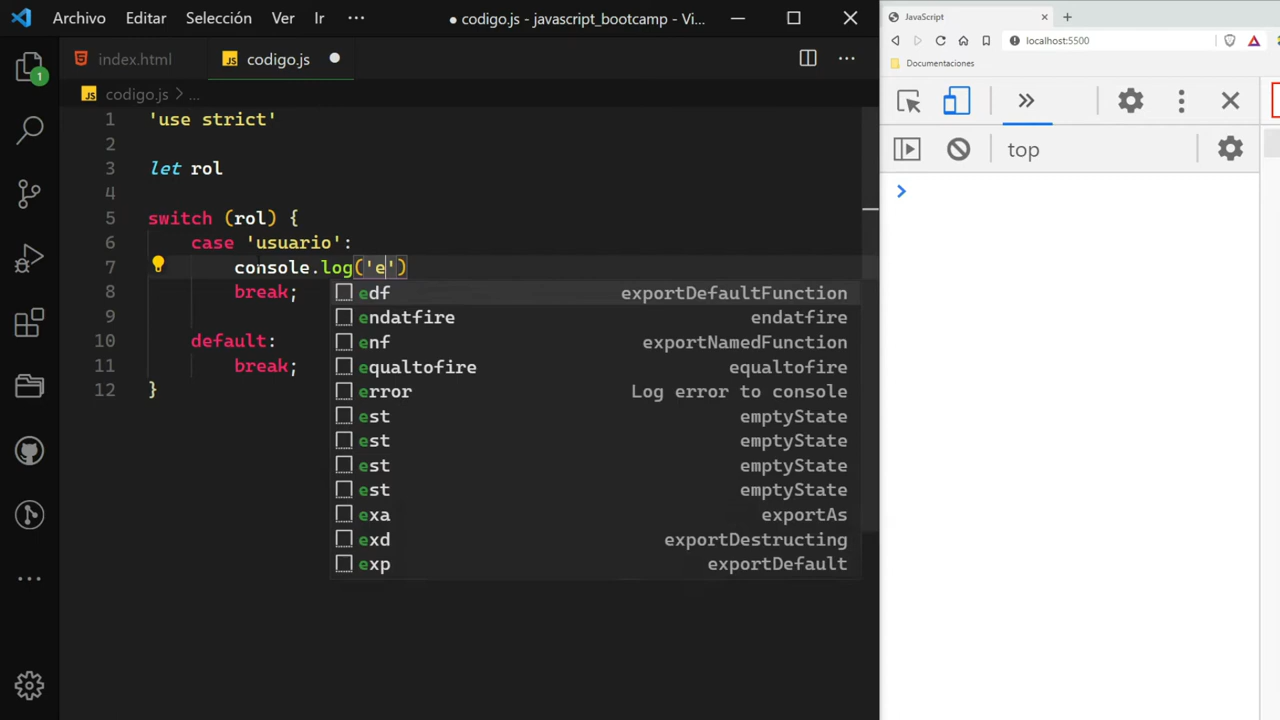 Archivo Editar Selección Ver Ir ··· ● codigo.js - javascript_bootcamp - Vi...
JavaScript
localhost:5500
Documentaciones
index.html codigo.js
codigo.js > ...
top
1 'use strict'
2
3 let rol
4
5 switch (rol) {
6 case 'usuario':
7 console.log('e')
8 break;
9
10 default:
11 break;
12 }
edf exportDefaultFunction
endatfire endatfire
enf exportNamedFunction
equaltofire equaltofire
error Log error to console
est emptyState
est emptyState
est emptyState
est emptyState
exa exportAs
exd exportDestructing
exp exportDefault
1